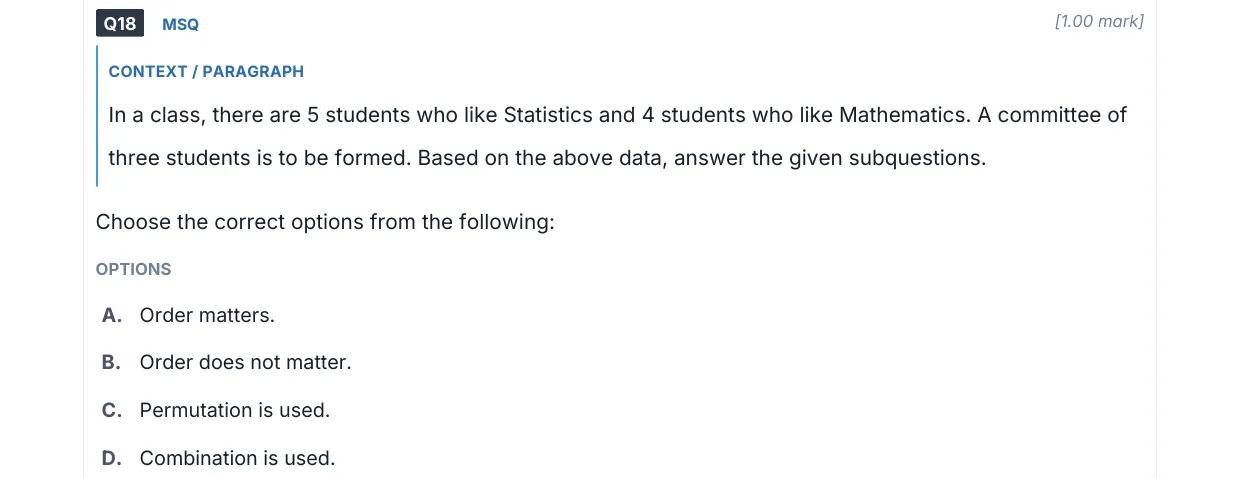 Q18 MSQ [1.00 mark]
CONTEXT / PARAGRAPH
In a class, there are 5 students who like Statistics and 4 students who like Mathematics. A committee of
three students is to be formed. Based on the above data, answer the given subquestions.
Choose the correct options from the following:
OPTIONS
A. Order matters.
B. Order does not matter.
C. Permutation is used.
D. Combination is used.